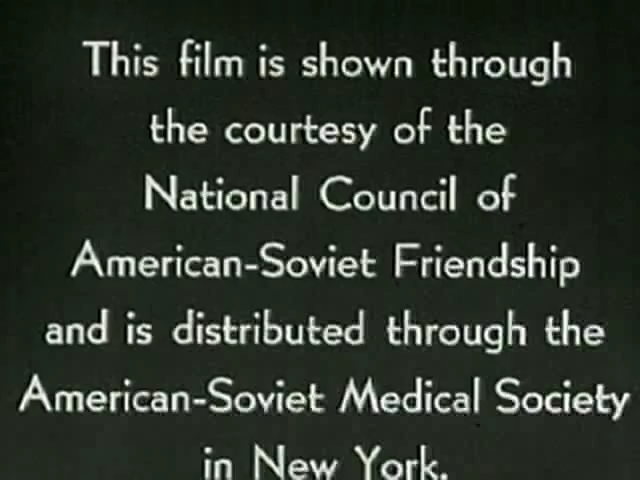 This film is shown through
the courtesy of the
National Council of
American-Soviet Friendship
and is distributed through the
American-Soviet Medical Society
in New York.